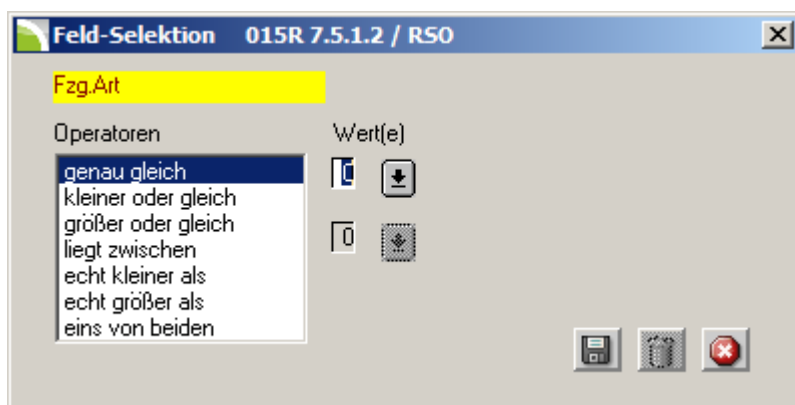 Feld-Selektion 015R 7.5.1.2 / RSO
Fzg.Art
Operatoren
Wert(e)
genau gleich
kleiner oder gleich
größer oder gleich
liegt zwischen
echt kleiner als
echt größer als
eins von beiden
0
0